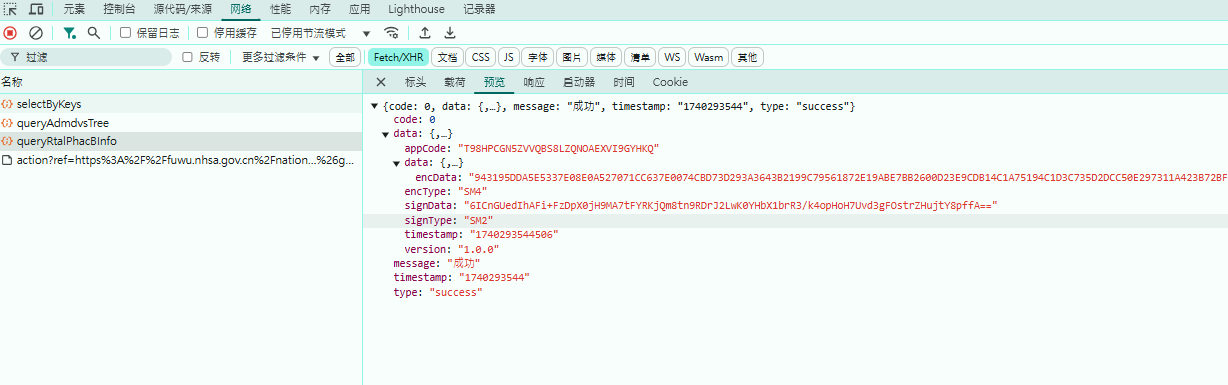 元素 控制台 源代码/来源 网络 性能 内存 应用 Lighthouse 记录器
保留日志 停用缓存 已停用节流模式
过滤 反转 更多过滤条件 全部 Fetch/XHR 文档 CSS JS 字体 图片 媒体 清单 WS Wasm 其他
名称
selectByKeys
queryAdmdvsTree
queryRtalPhacBInfo
action?ref=https%3A%2F%2Ffuwu.nhsa.gov.cn%2Fnation...%26g...
标头 载荷 预览 响应 启动器 时间 Cookie
{code: 0, data: {,…}, message: "成功", timestamp: "1740293544", type: "success"}
code: 0
data: {,…}
appCode: "T98HPCGN5ZVVQBS8LZQNOAEXVI9GYHKQ"
data: {,…}
encData: "943195DDA5E5337E08E0A527071CC637E0074CBD73D293A3643B2199C79561872E19ABE7BB2600D23E9CDB14C1A75194C1D3C735D2DCC50E297311A423B72BF
encType: "SM4"
signData: "6ICnGUedIhAFi+FzDpX0jH9MA7tFYRKjQm8tn9RDrJ2LwK0YHbX1brR3/k4opHoH7Uvd3gFOstrZHujtY8pffA=="
signType: "SM2"
timestamp: "1740293544506"
version: "1.0.0"
message: "成功"
timestamp: "1740293544"
type: "success"